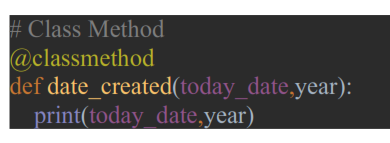 # Class Method
@classmethod
def date_created(today_date,year):
    print(today_date,year)